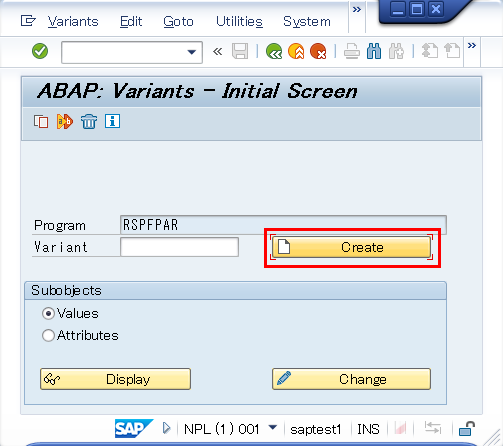 Variants Edit Goto Utilities System »
«
»
ABAP: Variants - Initial Screen
Program RSPFPAR
Variant Create
Subobjects
Values
Attributes
Display Change
SAP NPL (1) 001 saptest1 INS